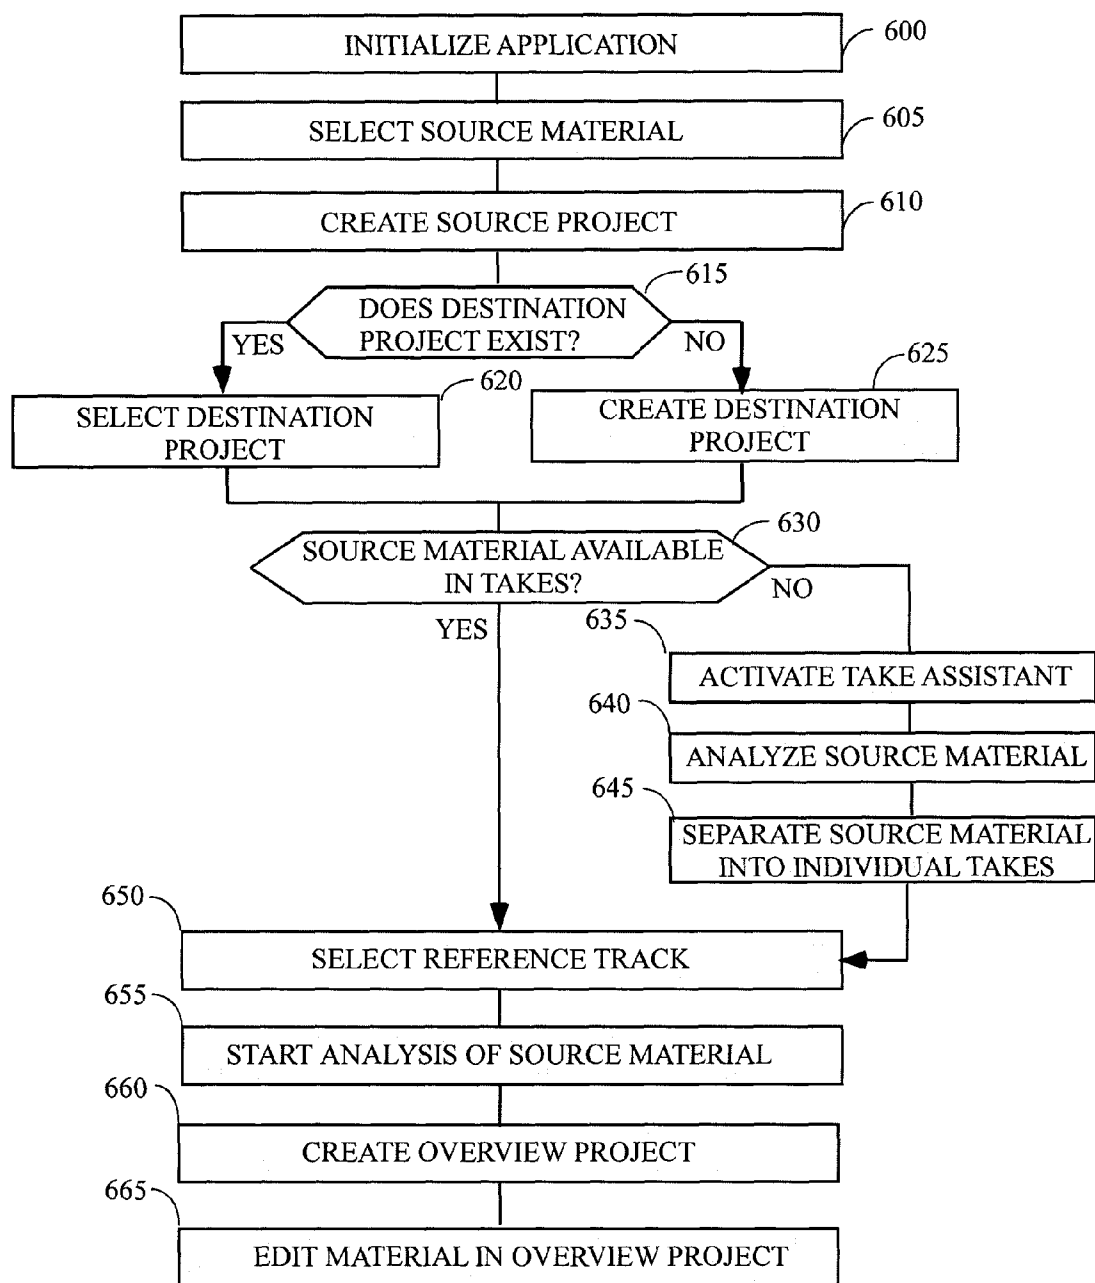 INITIALIZE APPLICATION
600
SELECT SOURCE MATERIAL
605
CREATE SOURCE PROJECT
610
615
DOES DESTINATION
PROJECT EXIST?
YES
NO
620
625
SELECT DESTINATION
PROJECT
CREATE DESTINATION
PROJECT
630
SOURCE MATERIAL AVAILABLE
IN TAKES?
NO
YES
635
ACTIVATE TAKE ASSISTANT
640
ANALYZE SOURCE MATERIAL
645
SEPARATE SOURCE MATERIAL
INTO INDIVIDUAL TAKES
650
SELECT REFERENCE TRACK
655
START ANALYSIS OF SOURCE MATERIAL
660
CREATE OVERVIEW PROJECT
665
EDIT MATERIAL IN OVERVIEW PROJECT